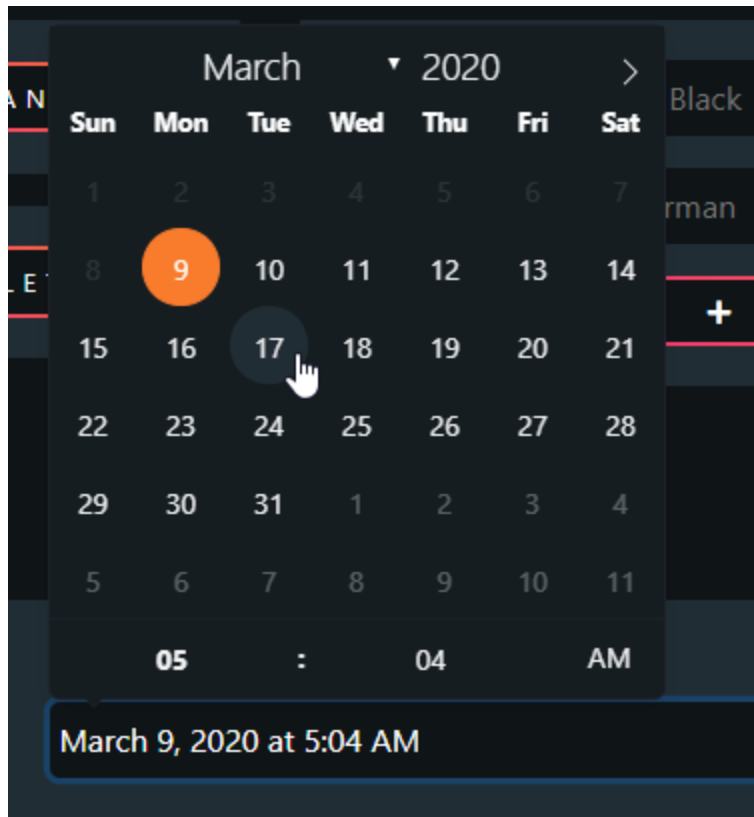 March ▾ 2020
A N
Black
Sun Mon Tue Wed Thu Fri Sat
1 2 3 4 5 6 7
rman
8 9 10 11 12 13 14
L E
+
15 16 17 18 19 20 21
22 23 24 25 26 27 28
29 30 31 1 2 3 4
5 6 7 8 9 10 11
05 : 04 AM
March 9, 2020 at 5:04 AM